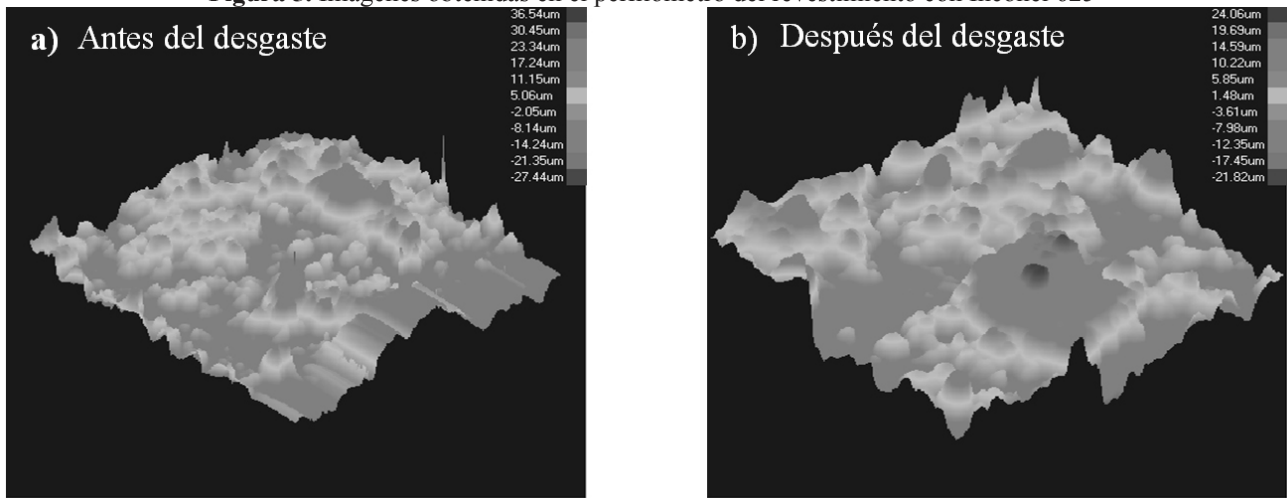 Imágenes obtenidas en el perfilómetro del revestimiento con Inconel 625
a) Antes del desgaste
36.54um
30.45um
23.34um
17.24um
11.15um
5.06um
-2.05um
-8.14um
-14.24um
-21.35um
-27.44um
b) Después del desgaste
24.06um
19.69um
14.59um
10.22um
5.85um
1.48um
-3.61um
-7.98um
-12.35um
-17.45um
-21.82um